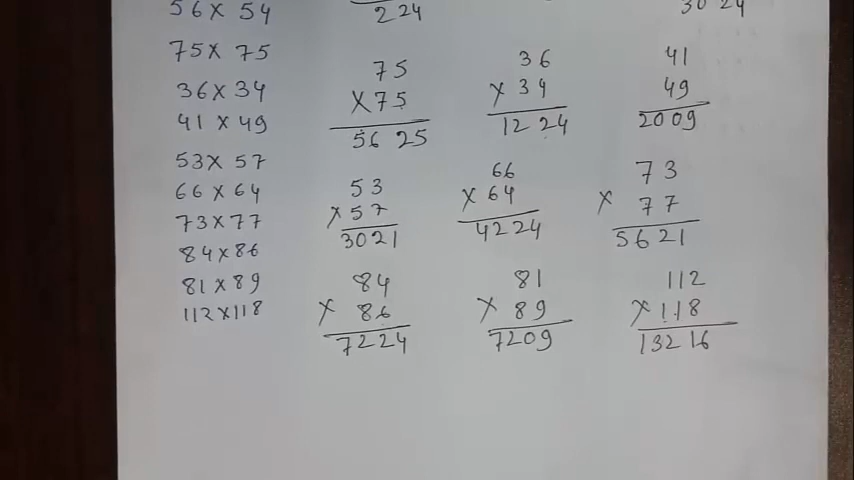 56 × 54
224
3024
75 × 75
36 × 34
41 × 49
53 × 57
66 × 64
73 × 77
84 × 86
81 × 89
112 × 118
75
× 75
5625
36
× 34
1224
41
49
2009
53
× 57
3021
66
× 64
4224
73
× 77
5621
84
× 86
7224
81
× 89
7209
112
× 118
13216